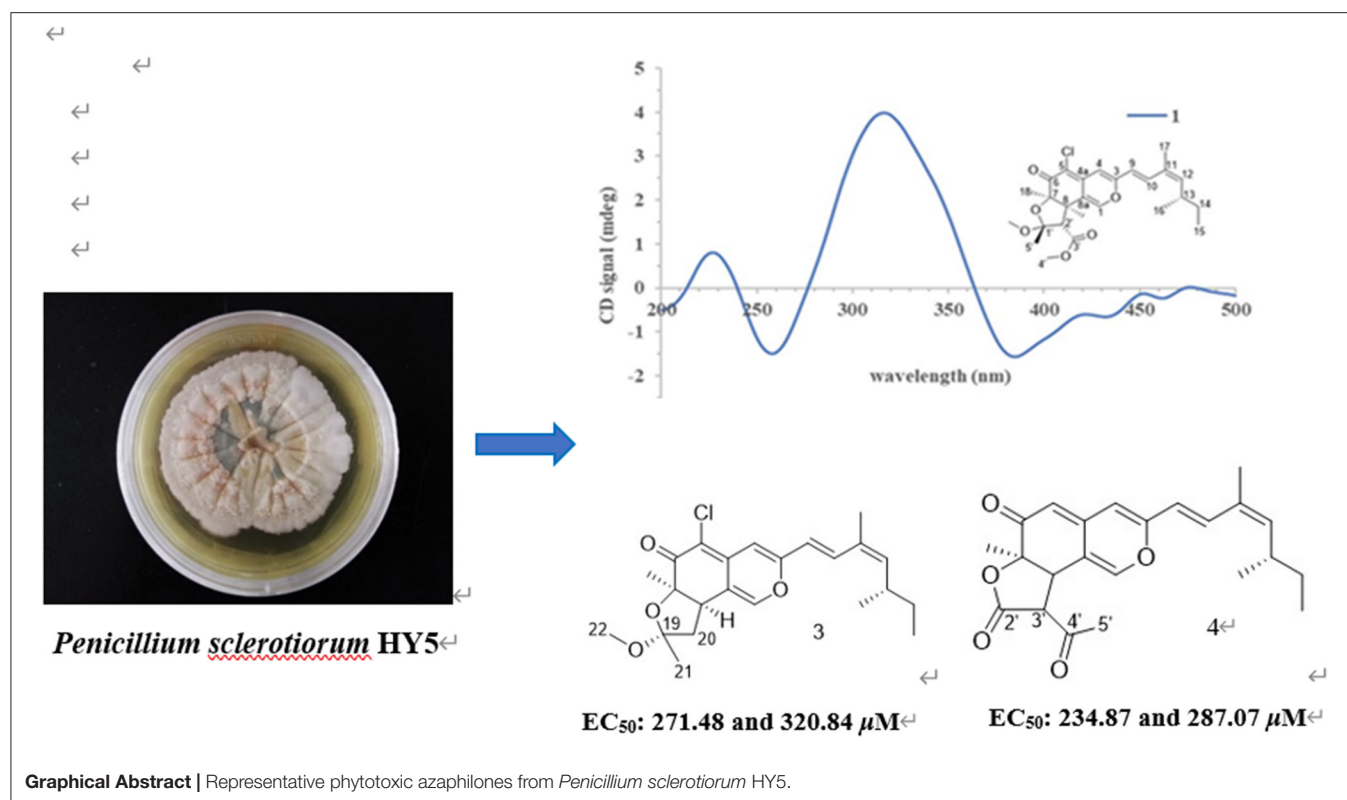 ↵
↵
↵
↵
↵
↵
5
4
3
2
1
0
-1
-2
CD signal (mdeg)
200 250 300 350 400 450 500
wavelength (nm)
1
Cl
O
5
4
6
4a
3
9
17
11
12
10
18
7
8
8a
O
1
13
14
16
15
O
2'
O
1'
5'
3'
O
O
4'
Penicillium sclerotiorum HY5↵
↵
Cl
O
O
O
H
19
20
22
O
21
3
↵
EC50: 271.48 and 320.84 μM↵
O
O
O
2'
3'
4'
5'
O
O
4↵
↵
EC50: 234.87 and 287.07 μM↵
Graphical Abstract | Representative phytotoxic azaphilones from Penicillium sclerotiorum HY5.